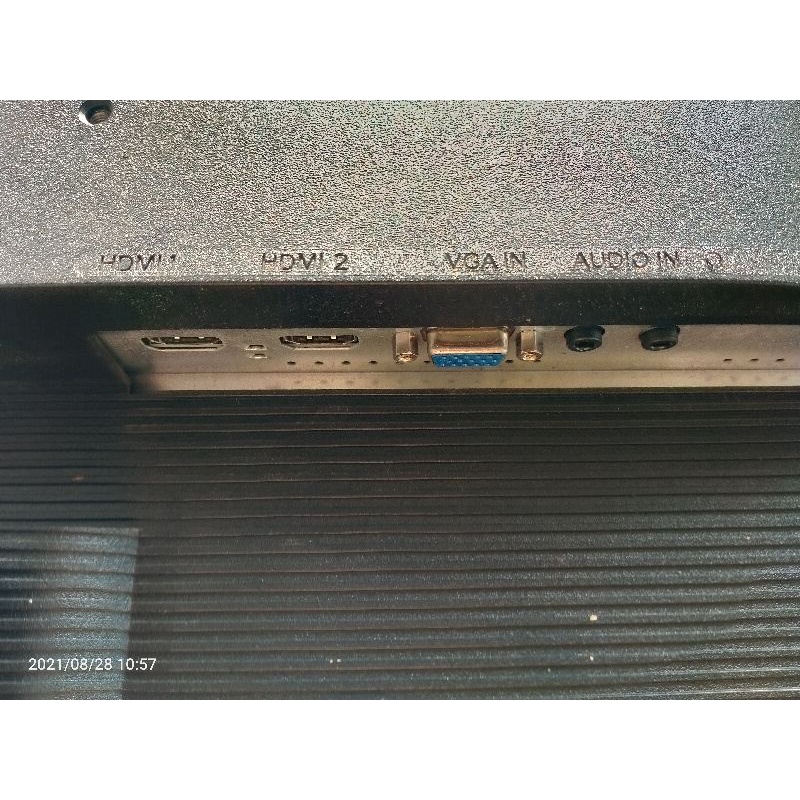 HDMI 1 HDMI 2 VGA IN AUDIO IN
2021/08/28 10:57